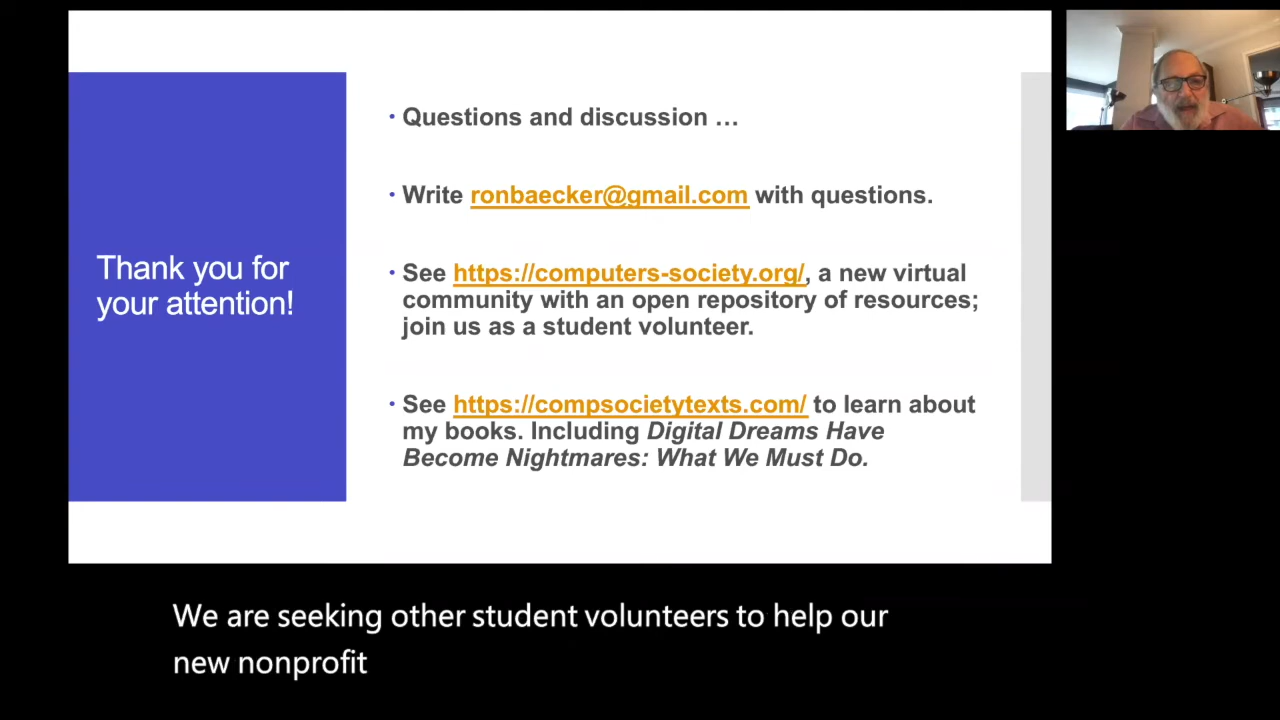 Thank you for
your attention!
• Questions and discussion …
• Write ronbaecker@gmail.com with questions.
• See https://computers-society.org/, a new virtual
community with an open repository of resources;
join us as a student volunteer.
• See https://compsocietytexts.com/ to learn about
my books. Including Digital Dreams Have
Become Nightmares: What We Must Do.
We are seeking other student volunteers to help our
new nonprofit